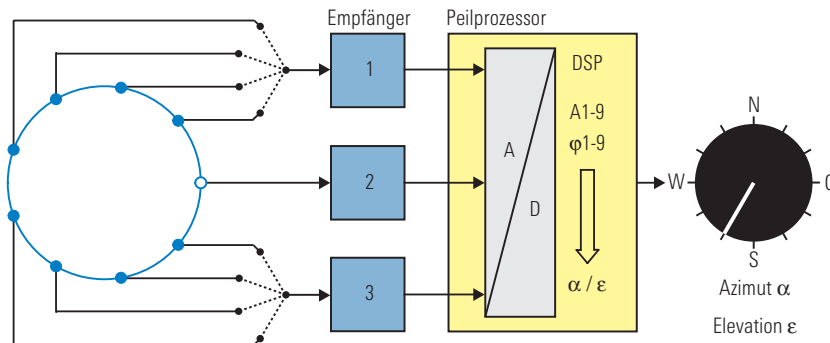 Empfänger
Peilprozessor
1
2
3
A
D
DSP
A1-9
φ1-9
α / ε
N
W
O
S
Azimut α
Elevation ε